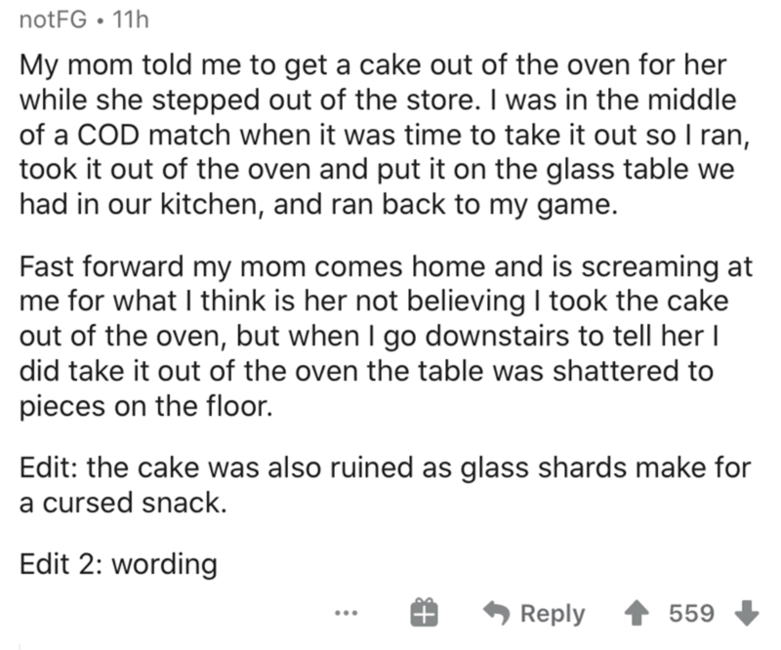 notFG • 11h
My mom told me to get a cake out of the oven for her
while she stepped out of the store. I was in the middle
of a COD match when it was time to take it out so I ran,
took it out of the oven and put it on the glass table we
had in our kitchen, and ran back to my game.
Fast forward my mom comes home and is screaming at
me for what I think is her not believing I took the cake
out of the oven, but when I go downstairs to tell her I
did take it out of the oven the table was shattered to
pieces on the floor.
Edit: the cake was also ruined as glass shards make for
a cursed snack.
Edit 2: wording
... Reply 559